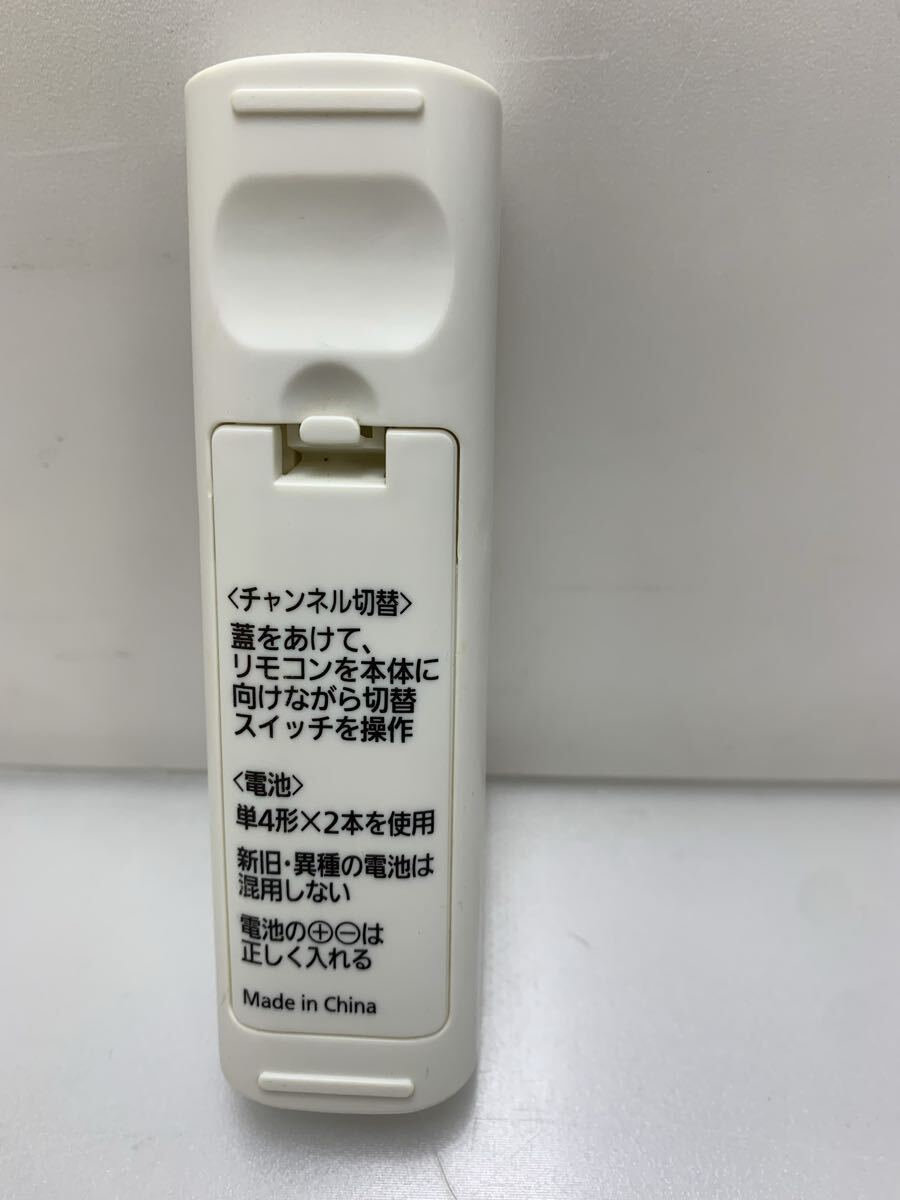 〈チャンネル切替〉
蓋をあけて、
リモコンを本体に
向けながら切替
スイッチを操作
〈電池〉
単4形×2本を使用
新旧・異種の電池は
混用しない
電池の⊕⊖は
正しく入れる
Made in China